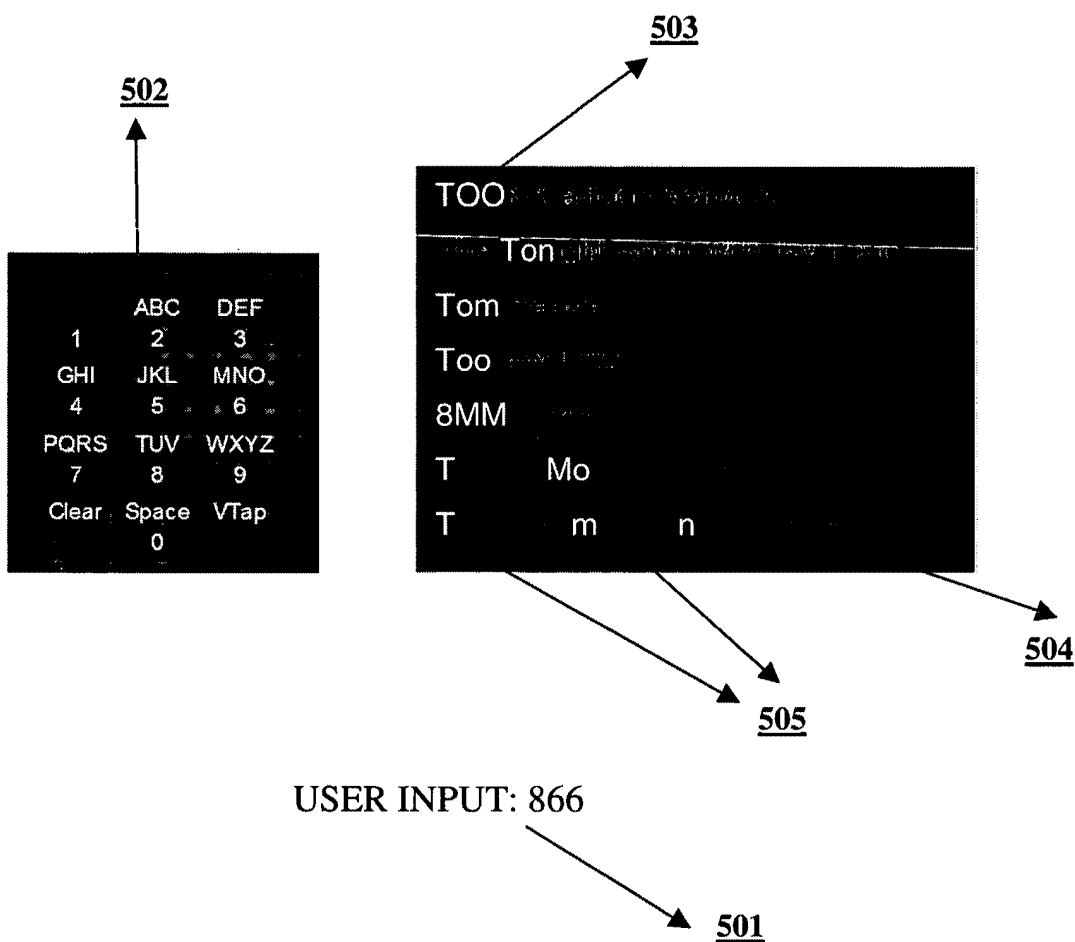 503
502
TOO
Ton
Tom
Too
8MM
T Mo
T m n
ABC DEF
1 2 3
GHI JKL MNO
4 5 6
PQRS TUV WXYZ
7 8 9
Clear Space VTap
0
504
505
USER INPUT: 866
501